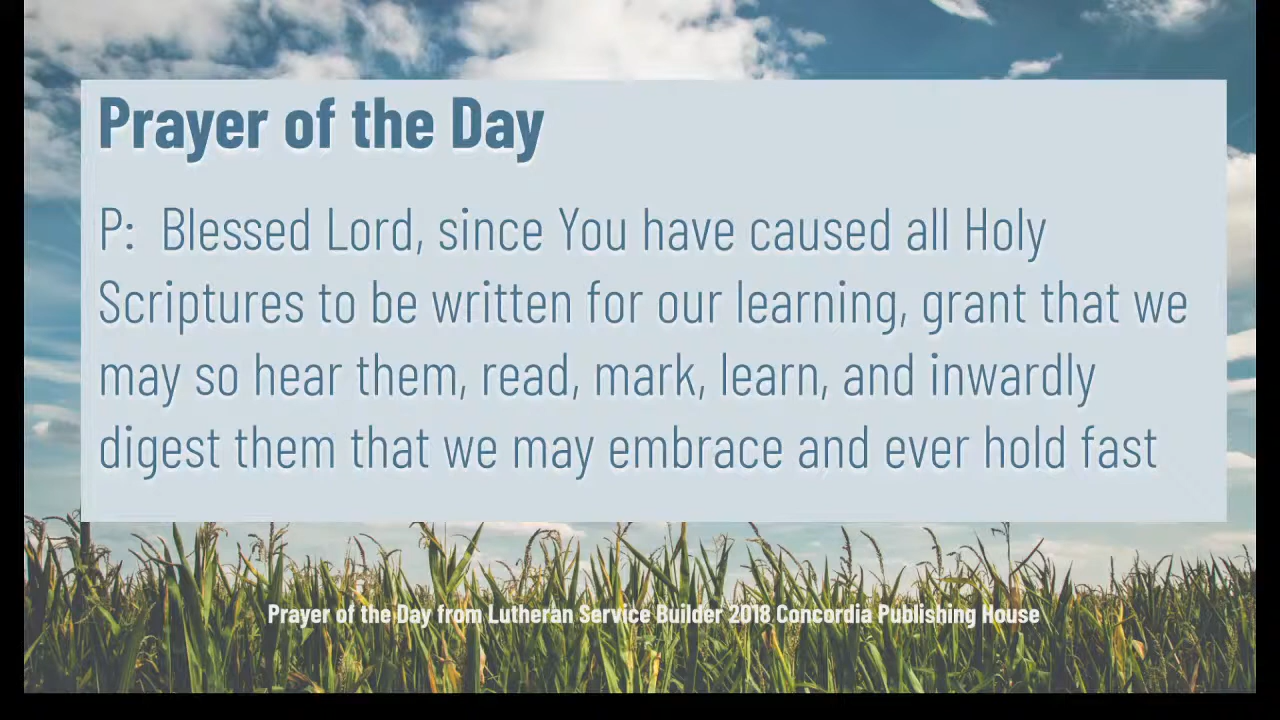 Prayer of the Day
P: Blessed Lord, since You have caused all Holy
Scriptures to be written for our learning, grant that we
may so hear them, read, mark, learn, and inwardly
digest them that we may embrace and ever hold fast
Prayer of the Day from Lutheran Service Builder 2018 Concordia Publishing House